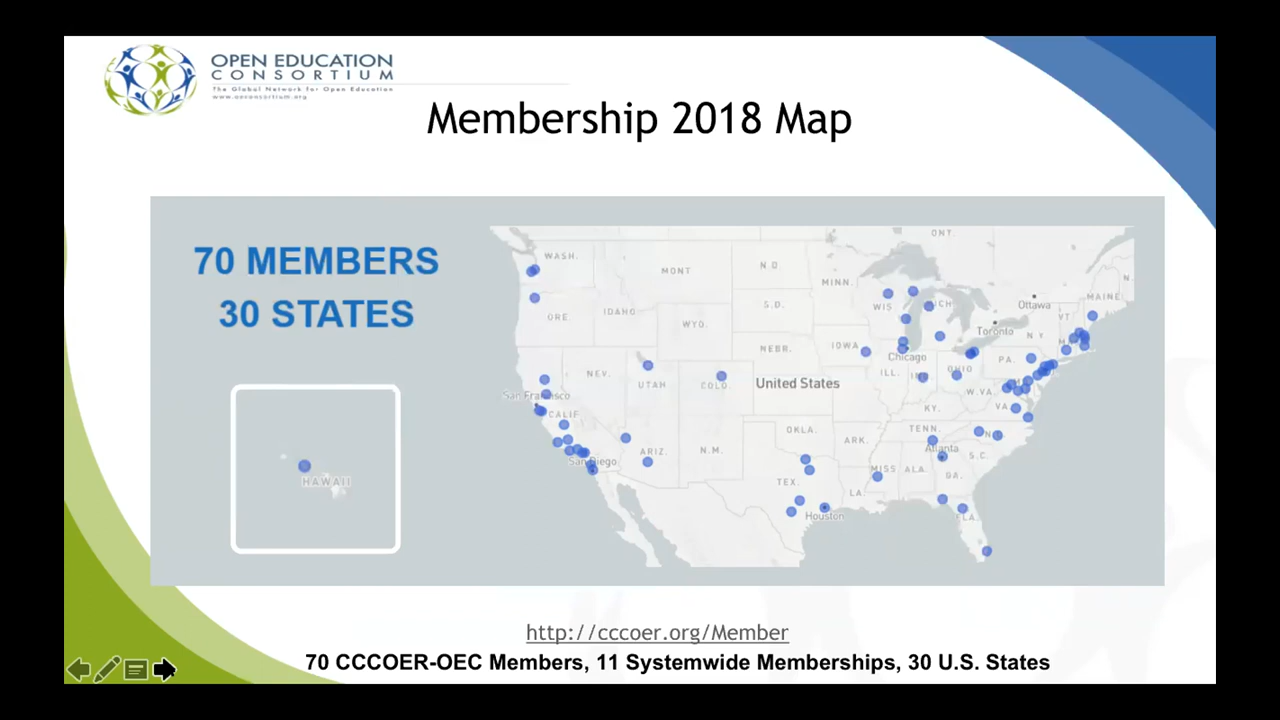 OPEN EDUCATION
CONSORTIUM
The Global Network for Open Education
www.oeconsortium.org
Membership 2018 Map
70 MEMBERS
30 STATES
HAWAII
ONT.
WASH.
MONT
N.D
MINN.
MAINE
N.
ORE
IDAHO
S.D.
WIS
ICH
Ottawa
VT
Toronto
N Y
WYO.
NEBR.
IOWA
Chicago
PA.
NEV.
UTAH
COLO.
United States
ILL.
OHIO
San Francisco
W.VA.
VA
CALIF
KY.
OKLA.
TENN.
N
ARIZ.
N.M.
ARK.
Atlanta
S.C.
San Diego
TEX.
MISS
ALA.
GA.
LA.
Houston
FLA.
http://cccoer.org/Member
70 CCCOER-OEC Members, 11 Systemwide Memberships, 30 U.S. States